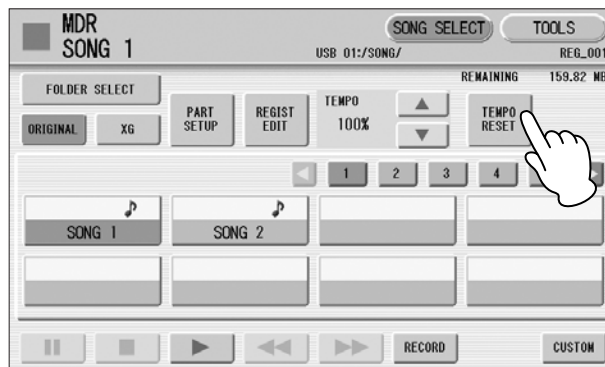 MDR
SONG 1
SONG SELECT
TOOLS
USB 01:/SONG/
REG_001
REMAINING 159.82 MB
FOLDER SELECT
ORIGINAL
XG
PART
SETUP
REGIST
EDIT
TEMPO
100%
TEMPO
RESET
1 2 3 4
SONG 1
SONG 2
RECORD
CUSTOM